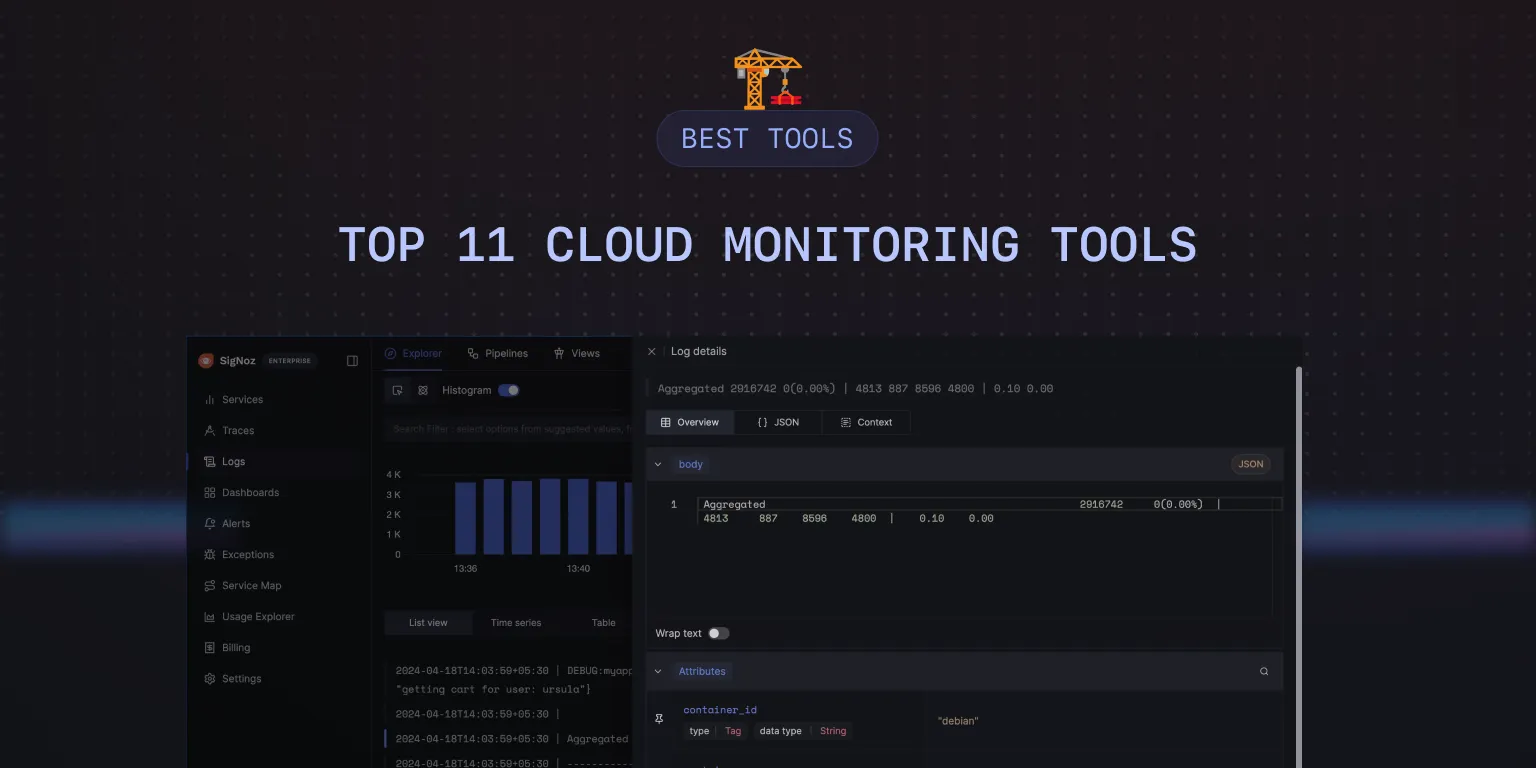 BEST TOOLS
TOP 11 CLOUD MONITORING TOOLS
SigNoz ENTERPRISE
Services
Traces
Logs
Dashboards
Alerts
Exceptions
Service Map
Usage Explorer
Billing
Settings
Explorer Pipelines Views
Histogram
Search Filter : select options from suggested values, f
4 K
3 K
2 K
1 K
0
13:36 13:40
List view Time series Table
2024-04-18T14:03:59+05:30 | DEBUG:myapp
"getting cart for user: ursula"}
2024-04-18T14:03:59+05:30 |
2024-04-18T14:03:59+05:30 | Aggregated
2024-04-18T14:03:59+05:30 | -----------
Log details
Aggregated 2916742 0(0.00%) | 4813 887 8596 4800 | 0.10 0.00
Overview {} JSON Context
body JSON
1 Aggregated 2916742 0(0.00%) |
4813 887 8596 4800 | 0.10 0.00
Wrap text
Attributes
container_id
type Tag data type String
"debian"